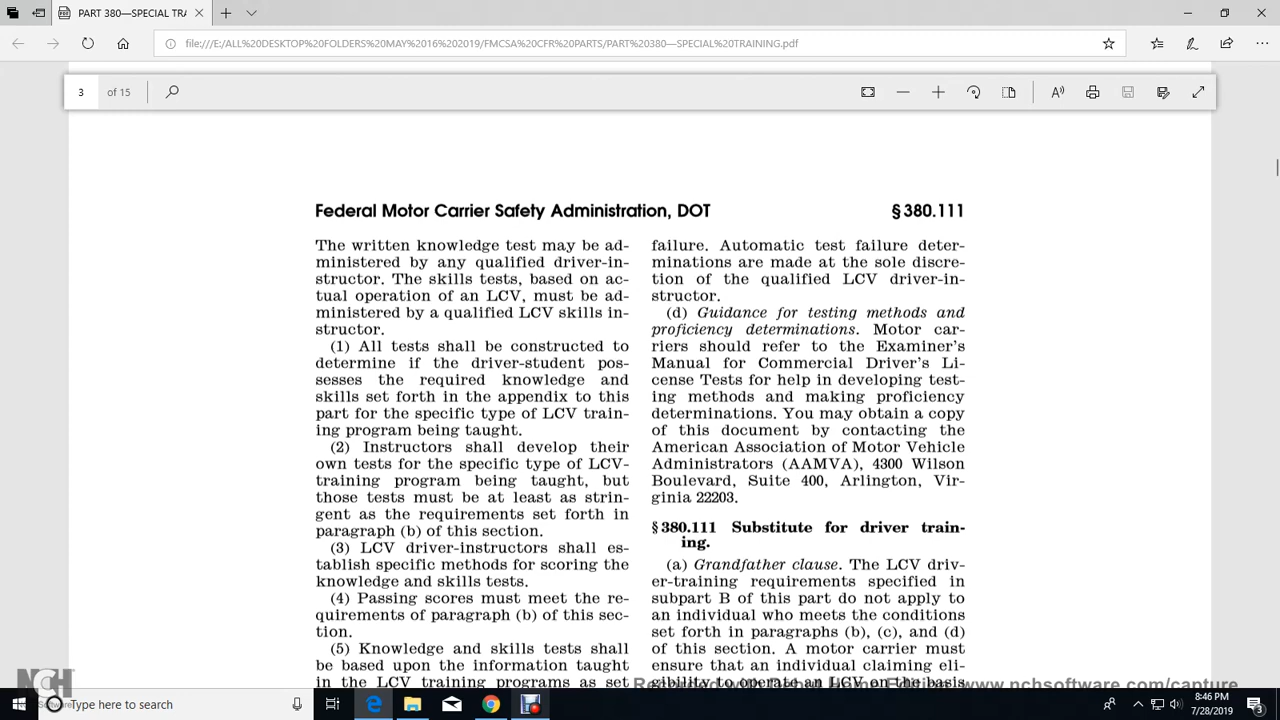 PART 380—SPECIAL TRA
file:///E:/ALL%20DESKTOP%20FOLDERS%20MAY%2016%202019/FMCSA%20CFR%20PARTS/PART%20380—SPECIAL%20TRAINING.pdf
3 of 15
Federal Motor Carrier Safety Administration, DOT § 380.111
The written knowledge test may be ad-
ministered by any qualified driver-in-
structor. The skills tests, based on ac-
tual operation of an LCV, must be ad-
ministered by a qualified LCV skills in-
structor.
(1) All tests shall be constructed to
determine if the driver-student pos-
sesses the required knowledge and
skills set forth in the appendix to this
part for the specific type of LCV train-
ing program being taught.
(2) Instructors shall develop their
own tests for the specific type of LCV-
training program being taught, but
those tests must be at least as strin-
gent as the requirements set forth in
paragraph (b) of this section.
(3) LCV driver-instructors shall es-
tablish specific methods for scoring the
knowledge and skills tests.
(4) Passing scores must meet the re-
quirements of paragraph (b) of this sec-
tion.
(5) Knowledge and skills tests shall
be based upon the information taught
in the LCV training programs as set
failure. Automatic test failure deter-
minations are made at the sole discre-
tion of the qualified LCV driver-in-
structor.
(d) Guidance for testing methods and
proficiency determinations. Motor car-
riers should refer to the Examiner's
Manual for Commercial Driver's Li-
cense Tests for help in developing test-
ing methods and making proficiency
determinations. You may obtain a copy
of this document by contacting the
American Association of Motor Vehicle
Administrators (AAMVA), 4300 Wilson
Boulevard, Suite 400, Arlington, Vir-
ginia 22203.
§ 380.111 Substitute for driver train-
ing.
(a) Grandfather clause. The LCV driv-
er-training requirements specified in
subpart B of this part do not apply to
an individual who meets the conditions
set forth in paragraphs (b), (c), and (d)
of this section. A motor carrier must
ensure that an individual claiming eli-
gibility to operate an LCV on the basis
www.nchsoftware.com/capture
NCH
Type here to search
8:46 PM
7/28/2019